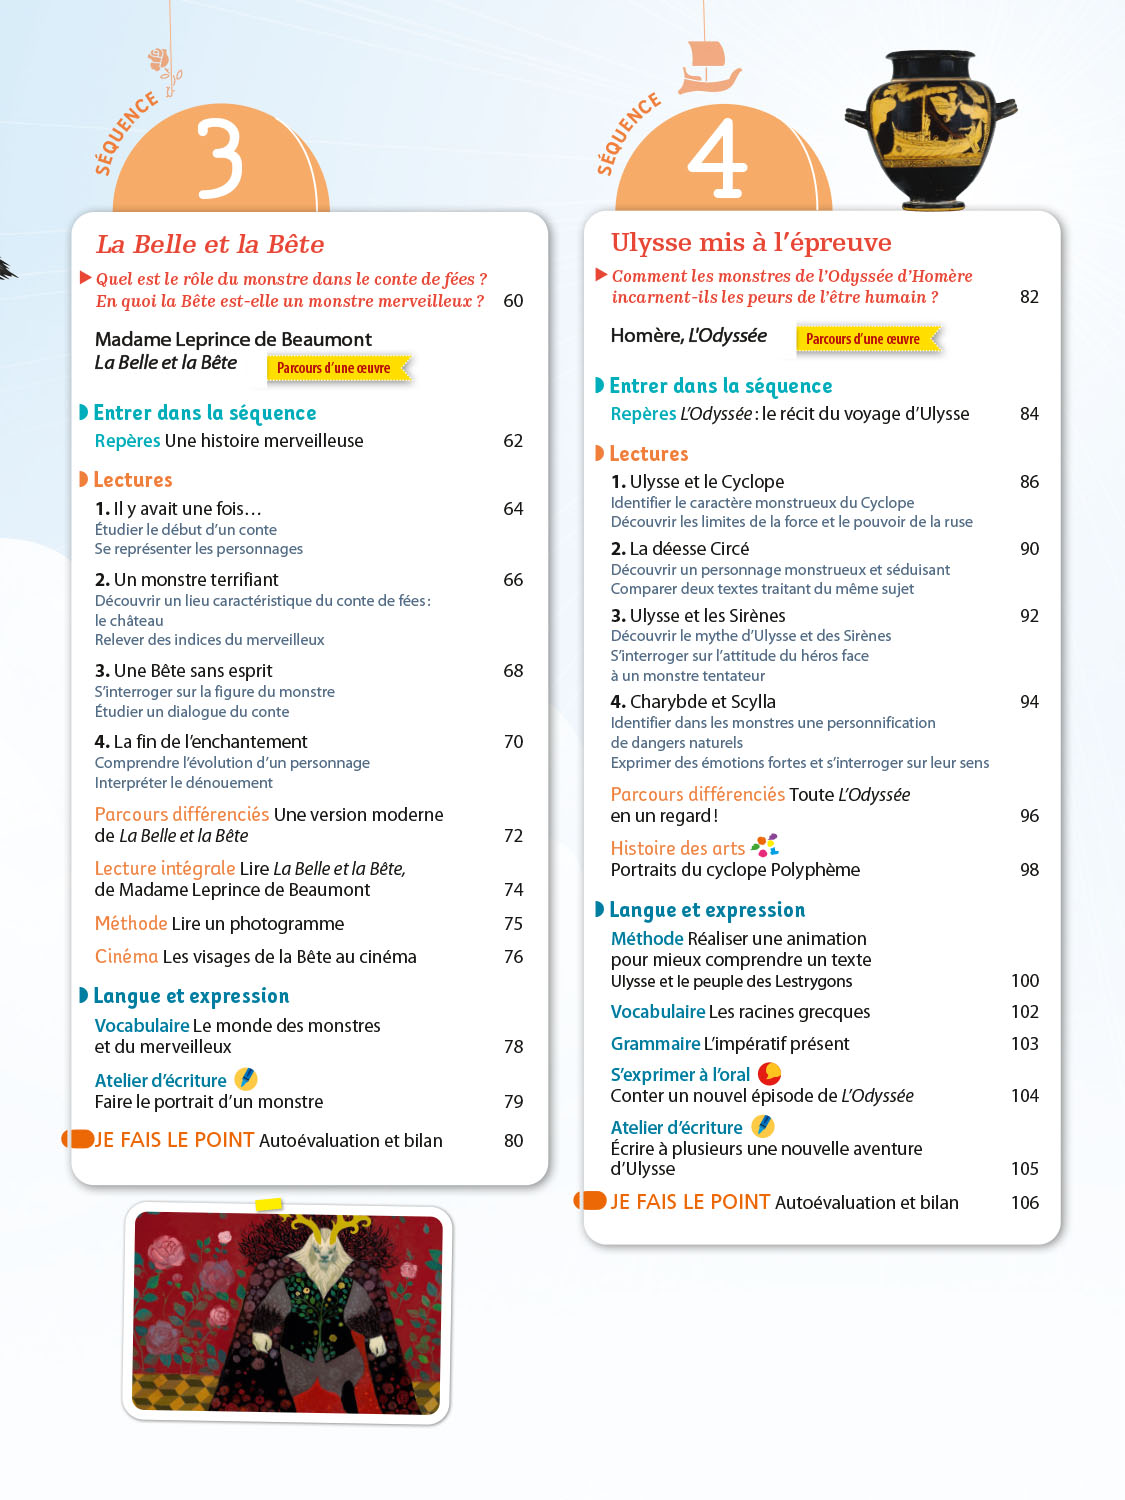 SÉQUENCE
3
La Belle et la Bête
Quel est le rôle du monstre dans le conte de fées ?
En quoi la Bête est-elle un monstre merveilleux ? 60
Madame Leprince de Beaumont
La Belle et la Bête
Parcours d’une œuvre
Entrer dans la séquence
Repères Une histoire merveilleuse 62
Lectures
1. Il y avait une fois… 64
Étudier le début d’un conte
Se représenter les personnages
2. Un monstre terrifiant 66
Découvrir un lieu caractéristique du conte de fées :
le château
Relever des indices du merveilleux
3. Une Bête sans esprit 68
S’interroger sur la figure du monstre
Étudier un dialogue du conte
4. La fin de l’enchantement 70
Comprendre l’évolution d’un personnage
Interpréter le dénouement
Parcours différenciés Une version moderne
de La Belle et la Bête 72
Lecture intégrale Lire La Belle et la Bête,
de Madame Leprince de Beaumont 74
Méthode Lire un photogramme 75
Cinéma Les visages de la Bête au cinéma 76
Langue et expression
Vocabulaire Le monde des monstres
et du merveilleux 78
Atelier d’écriture
Faire le portrait d’un monstre 79
JE FAIS LE POINT Autoévaluation et bilan 80
SÉQUENCE
4
Ulysse mis à l’épreuve
Comment les monstres de l’Odyssée d’Homère
incarnent-ils les peurs de l’être humain ? 82
Homère, L'Odyssée
Parcours d’une œuvre
Entrer dans la séquence
Repères L’Odyssée : le récit du voyage d’Ulysse 84
Lectures
1. Ulysse et le Cyclope 86
Identifier le caractère monstrueux du Cyclope
Découvrir les limites de la force et le pouvoir de la ruse
2. La déesse Circé 90
Découvrir un personnage monstrueux et séduisant
Comparer deux textes traitant du même sujet
3. Ulysse et les Sirènes 92
Découvrir le mythe d’Ulysse et des Sirènes
S’interroger sur l’attitude du héros face
à un monstre tentateur
4. Charybde et Scylla 94
Identifier dans les monstres une personnification
de dangers naturels
Exprimer des émotions fortes et s’interroger sur leur sens
Parcours différenciés Toute L’Odyssée
en un regard ! 96
Histoire des arts
Portraits du cyclope Polyphème 98
Langue et expression
Méthode Réaliser une animation
pour mieux comprendre un texte
Ulysse et le peuple des Lestrygons 100
Vocabulaire Les racines grecques 102
Grammaire L’impératif présent 103
S’exprimer à l’oral
Conter un nouvel épisode de L’Odyssée 104
Atelier d’écriture
Écrire à plusieurs une nouvelle aventure
d’Ulysse 105
JE FAIS LE POINT Autoévaluation et bilan 106